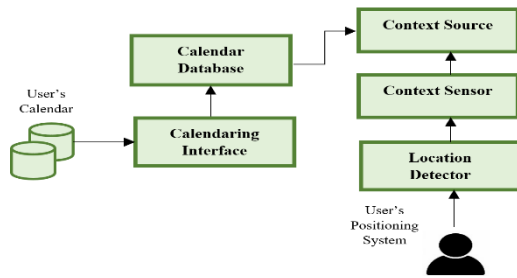 Context Source
Calendar
Database
Context Sensor
User's
Calendar
Calendaring
Interface
Location
Detector
User's
Positioning
System